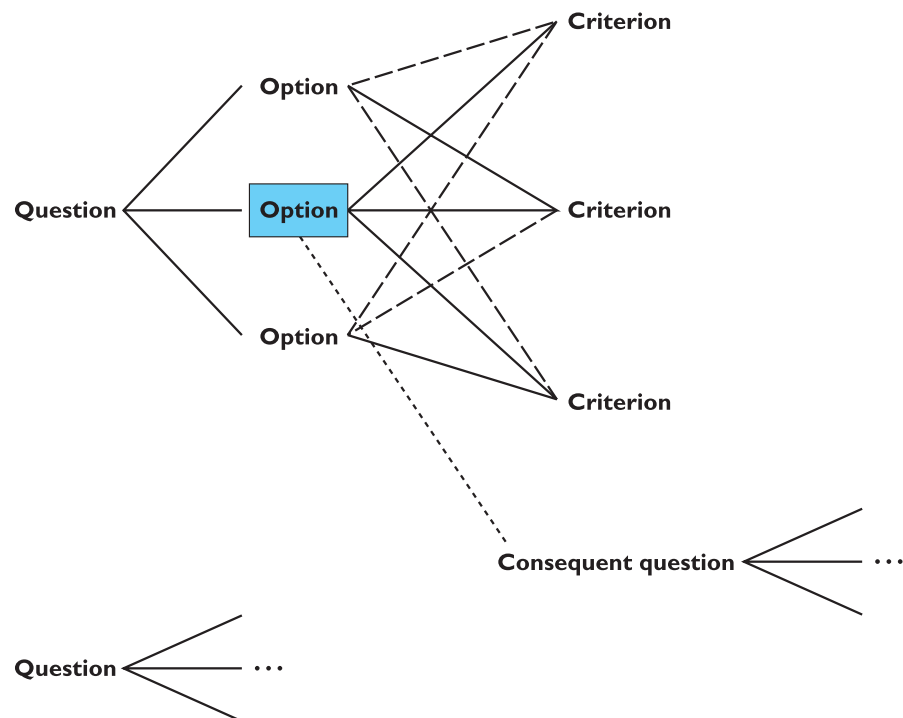 Criterion
Option
Question
Option
Criterion
Option
Criterion
Consequent question
...
Question
...